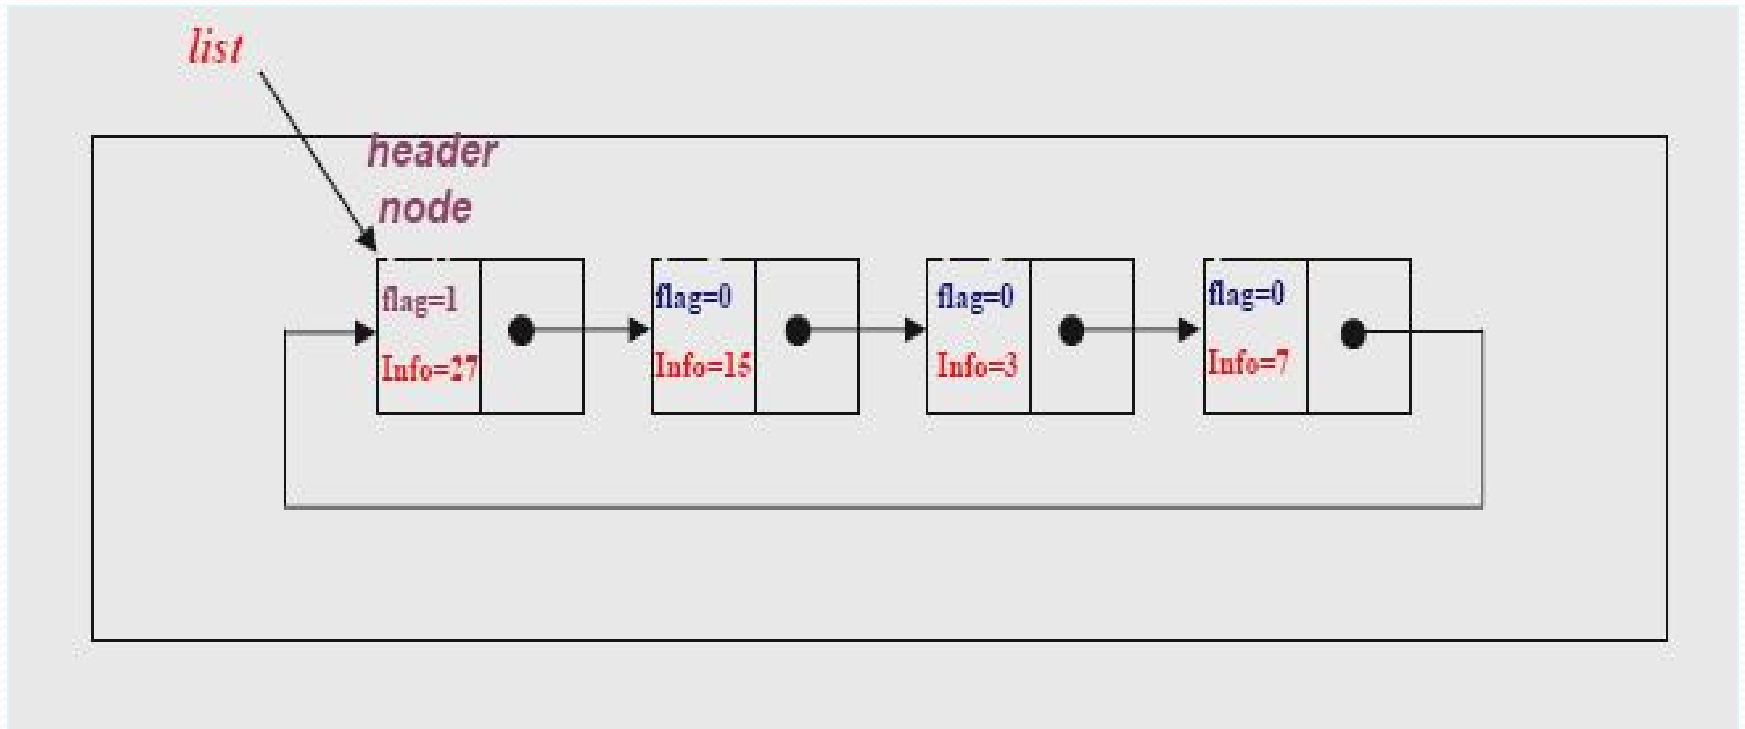 list
header
node
flag=1
Info=27
flag=0
Info=15
flag=0
Info=3
flag=0
Info=7